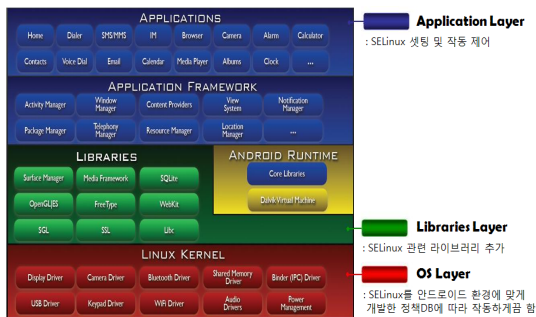 APPLICATIONS
Home Dialer SMS/MMS IM Browser Camera Alarm Calculator
Contacts Voice Dial Email Calendar Media Player Albums Clock ...
APPLICATION FRAMEWORK
Activity Manager Window Manager Content Providers View System Notification Manager
Package Manager Telephony Manager Resource Manager Location Manager ...
LIBRARIES
Surface Manager Media Framework SQLite
OpenGL|ES FreeType WebKit
SGL SSL Libc
ANDROID RUNTIME
Core Libraries
Dalvik Virtual Machine
LINUX KERNEL
Display Driver Camera Driver Bluetooth Driver Shared Memory Driver Binder (IPC) Driver
USB Driver Keypad Driver WiFi Driver Audio Drivers Power Management
Application Layer
: SELinux 셋팅 및 작동 제어
Libraries Layer
: SELinux 관련 라이브러리 추가
OS Layer
: SELinux를 안드로이드 환경에 맞게
개발한 정책DB에 따라 작동하게끔 함